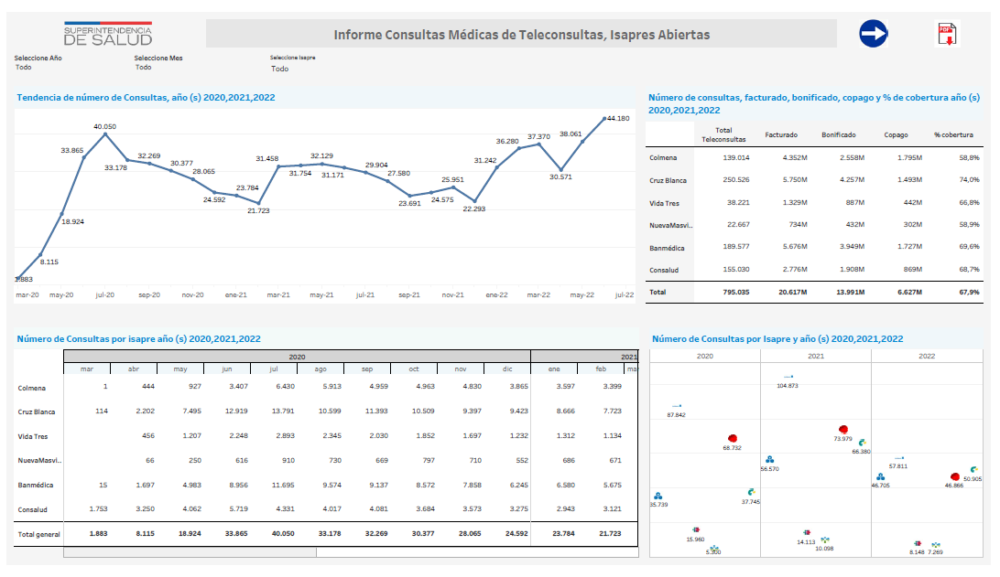 SUPERINTENDENCIA
DE SALUD
Informe Consultas Médicas de Teleconsultas, Isapres Abiertas
PDF
Seleccione Año
Todo
Seleccione Mes
Todo
Seleccione Isapre
Todo
Tendencia de número de Consultas, año (s) 2020,2021,2022
1.883
8.115
18.924
33.865
40.050
33.178
32.269
30.377
28.065
24.592
23.784
21.723
31.458
31.754
32.129
31.171
29.904
27.580
23.691
24.575
25.951
22.293
31.242
36.280
37.370
30.571
38.061
44.180
mar-20 may-20 jul-20 sep-20 nov-20 ene-21 mar-21 may-21 jul-21 sep-21 nov-21 ene-22 mar-22 may-22 jul-22
Número de consultas, facturado, bonificado, copago y % de cobertura año (s)
2020,2021,2022
Total
Teleconsultas Facturado Bonificado Copago % cobertura
Colmena 139.014 4.352M 2.558M 1.795M 58,8%
Cruz Blanca 250.526 5.750M 4.257M 1.493M 74,0%
Vida Tres 38.221 1.329M 887M 442M 66,8%
NuevaMasvi.. 22.667 734M 432M 302M 58,9%
Banmédica 189.577 5.676M 3.949M 1.727M 69,6%
Consalud 155.030 2.776M 1.908M 869M 68,7%
Total 795.035 20.617M 13.991M 6.627M 67,9%
Número de Consultas por isapre año (s) 2020,2021,2022
2020 2021
mar abr may jun jul ago sep oct nov dic ene feb ma
Colmena 1 444 927 3.407 6.430 5.913 4.959 4.963 4.830 3.865 3.597 3.399
Cruz Blanca 114 2.202 7.495 12.919 13.791 10.599 11.393 10.509 9.397 9.423 8.666 7.723
Vida Tres 456 1.207 2.248 2.893 2.345 2.030 1.852 1.697 1.232 1.312 1.134
NuevaMasvi.. 66 250 616 910 730 669 797 710 552 686 671
Banmédica 15 1.697 4.983 8.956 11.695 9.574 9.137 8.572 7.858 6.245 6.580 5.675
Consalud 1.753 3.250 4.062 5.719 4.331 4.017 4.081 3.684 3.573 3.275 2.943 3.121
Total general 1.883 8.115 18.924 33.865 40.050 33.178 32.269 30.377 28.065 24.592 23.784 21.723
Número de Consultas por Isapre y año (s) 2020,2021,2022
2020 2021 2022
104.873
87.842
73.979
68.732
66.380
57.811
56.570
50.905
46.705
46.866
35.739
37.745
15.960
5.300
14.113
10.098
8.148
7.269